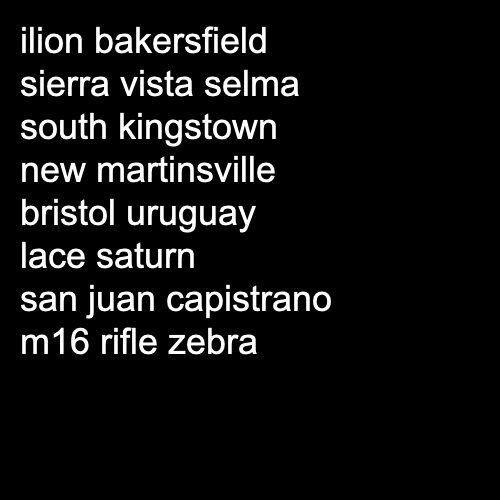 ilion bakersfield
sierra vista selma
south kingstown
new martinsville
bristol uruguay
lace saturn
san juan capistrano
m16 rifle zebra